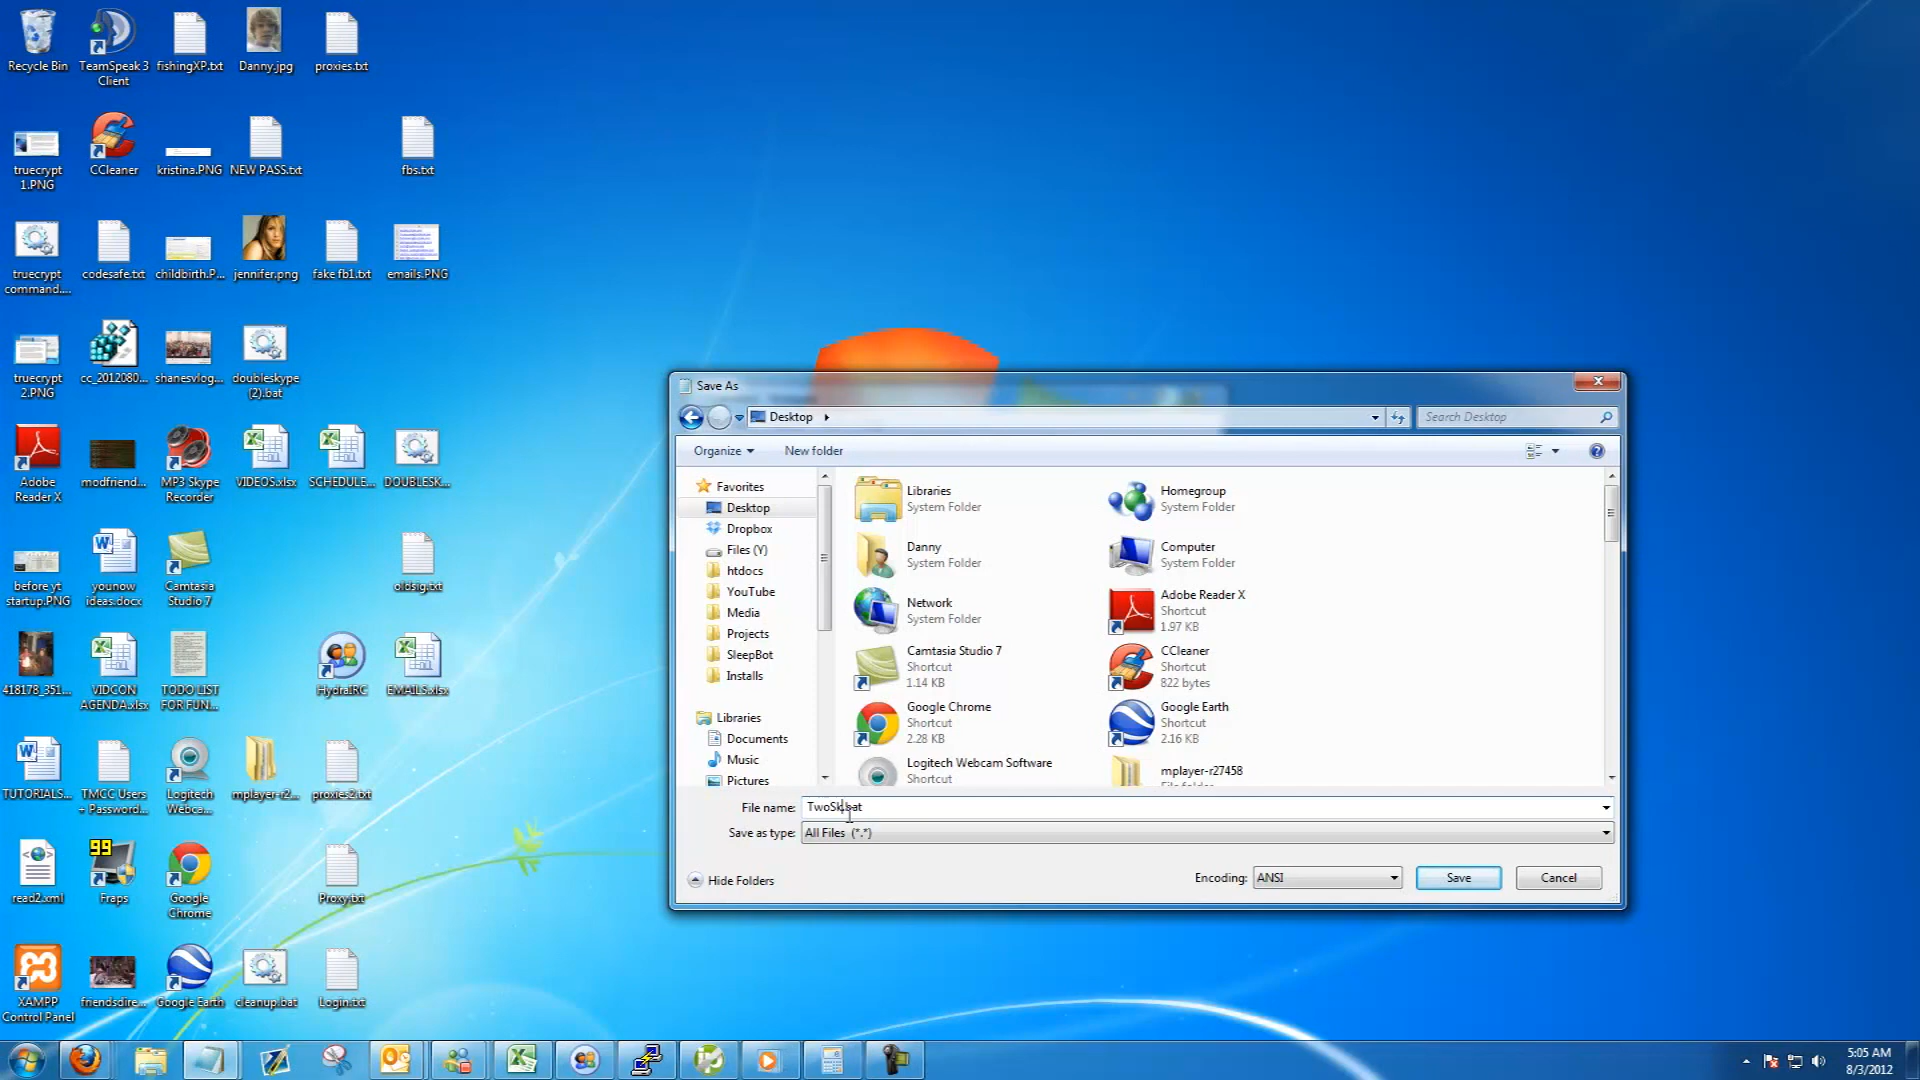 Recycle Bin
TeamSpeak 3
Client
fishingXP.txt
Danny.jpg
proxies.txt
truecrypt
1.PNG
CCleaner
kristina.PNG
NEW PASS.txt
fbs.txt
truecrypt
command....
codesafe.txt
childbirth.P...
jennifer.png
fake fb1.txt
emails.PNG
truecrypt
2.PNG
cc_2012080...
shanesvlog...
doubleskype
(2).bat
Adobe
Reader X
modfriend...
MP3 Skype
Recorder
VIDEOS.xlsx
SCHEDULE...
DOUBLESK...
before yt
startup.PNG
younow
ideas.docx
Camtasia
Studio 7
oldsig.txt
418178_351...
VIDCON
AGENDA.xlsx
TODO LIST
FOR FUN...
HydraIRC
EMAILS.xlsx
TUTORIALS...
TMCC Users
+ Password...
Logitech
Webca...
mplayer-r2...
proxies2.txt
99
read2.xml
Fraps
Google
Chrome
Proxy.txt
XAMPP
Control Panel
friendsdire...
Google Earth
cleanup.bat
Login.txt
Save As
Desktop
Search Desktop
Organize
New folder
Favorites
Desktop
Dropbox
Files (Y)
htdocs
YouTube
Media
Projects
SleepBot
Installs
Libraries
Documents
Music
Pictures
Libraries
System Folder
Homegroup
System Folder
Danny
System Folder
Computer
System Folder
Network
System Folder
Adobe Reader X
Shortcut
1.97 KB
Camtasia Studio 7
Shortcut
1.14 KB
CCleaner
Shortcut
822 bytes
Google Chrome
Shortcut
2.28 KB
Google Earth
Shortcut
2.16 KB
Logitech Webcam Software
Shortcut
mplayer-r27458
File name: TwoSk.bat
Save as type: All Files (*.*)
Hide Folders
Encoding: ANSI
Save
Cancel
5:05 AM
8/3/2012